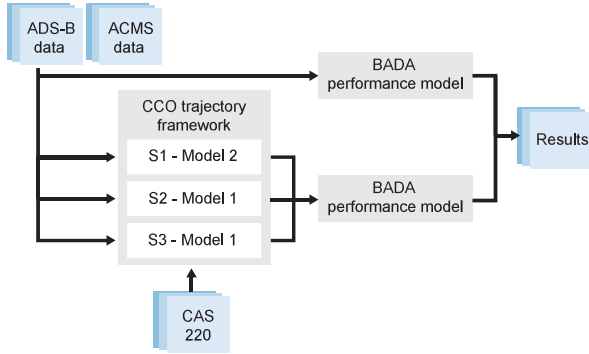 ADS-B
data
ACMS
data
BADA
performance model
CCO trajectory
framework
S1 - Model 2
S2 - Model 1
S3 - Model 1
BADA
performance model
Results
CAS
220